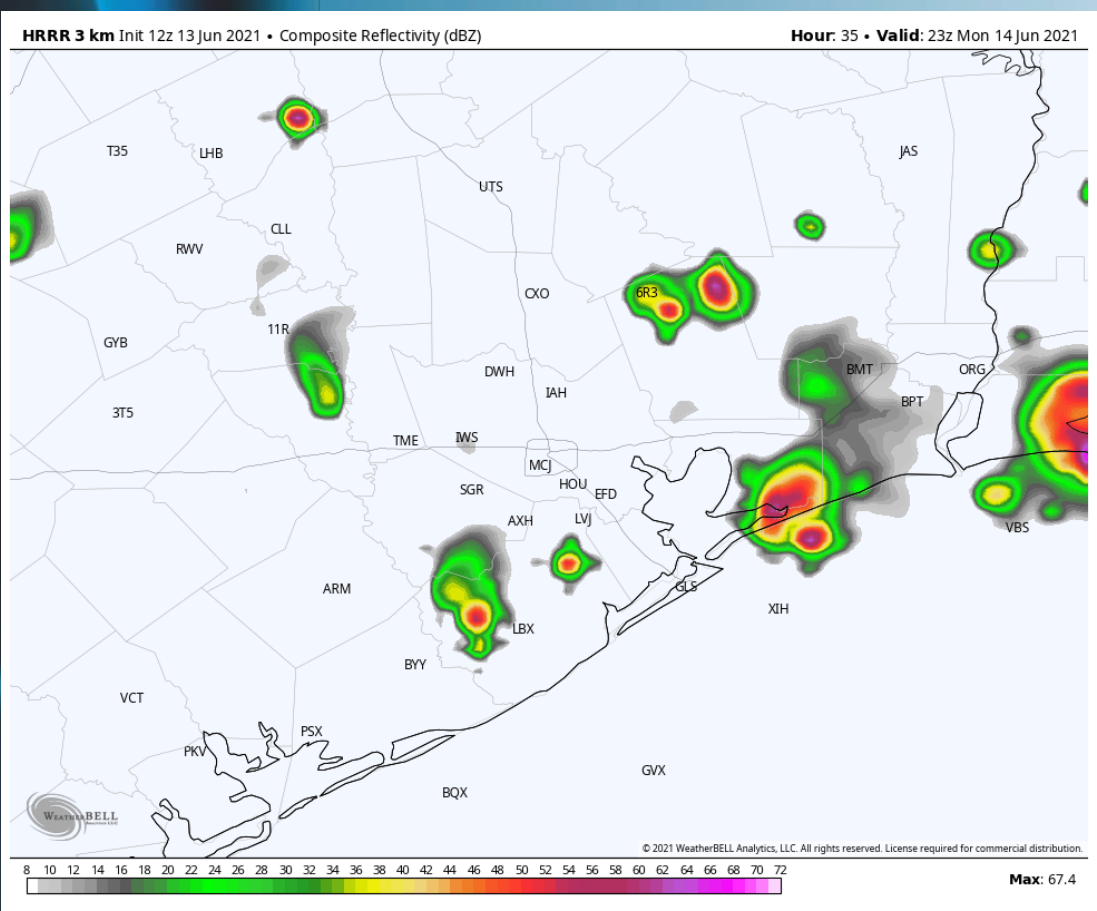 HRRR 3 km Init 12z 13 Jun 2021 • Composite Reflectivity (dBZ) Hour: 35 • Valid: 23z Mon 14 Jun 2021
T35 LHB JAS
UTS
CLL
RWV
CXO 6R3
11R
GYB
DWH BMT ORG
IAH
3T5 BPT
TME IWS
MCJ
SGR HOU
EFD
AXH LVJ VBS
ARM GLS
XIH
LBX
BYY
VCT
PSX
PKV
GVX
BQX
WEATHERBELL
© 2021 WeatherBELL Analytics, LLC. All rights reserved. License required for commercial distribution.
8 10 12 14 16 18 20 22 24 26 28 30 32 34 36 38 40 42 44 46 48 50 52 54 56 58 60 62 64 66 68 70 72
Max: 67.4